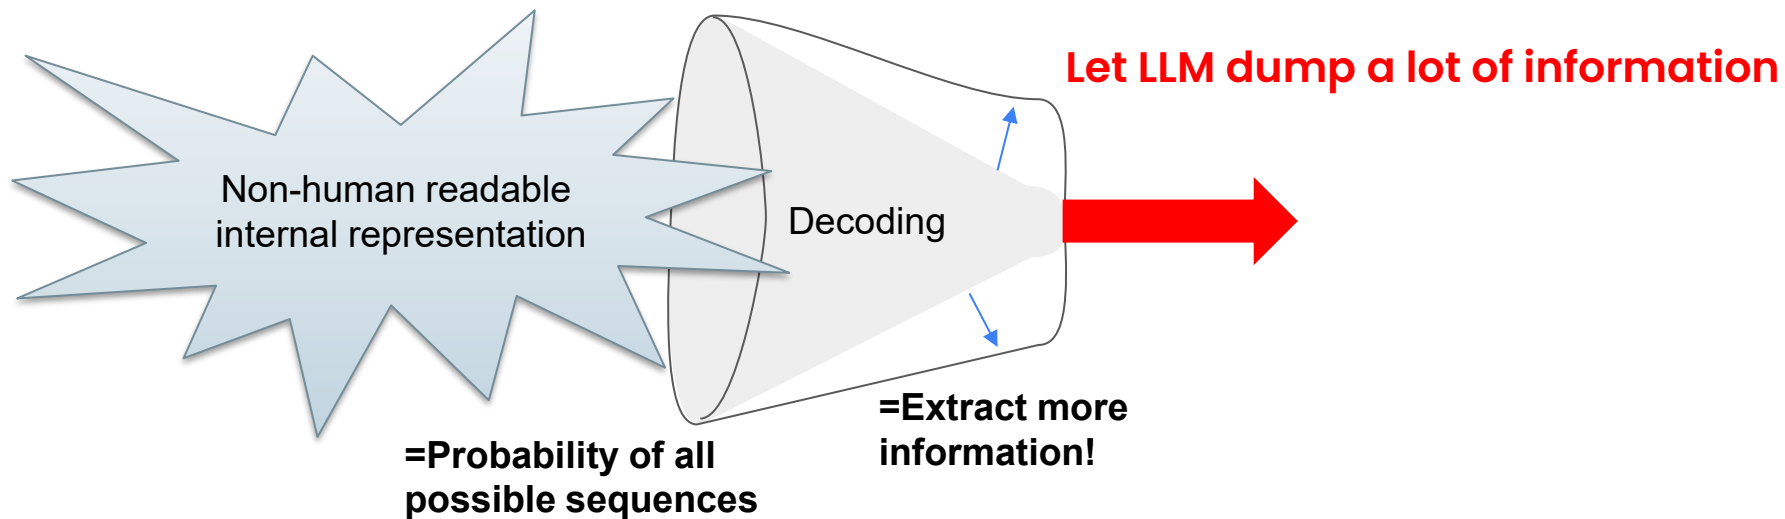 Let LLM dump a lot of information
Non-human readable
internal representation
Decoding
=Extract more
information!
=Probability of all
possible sequences